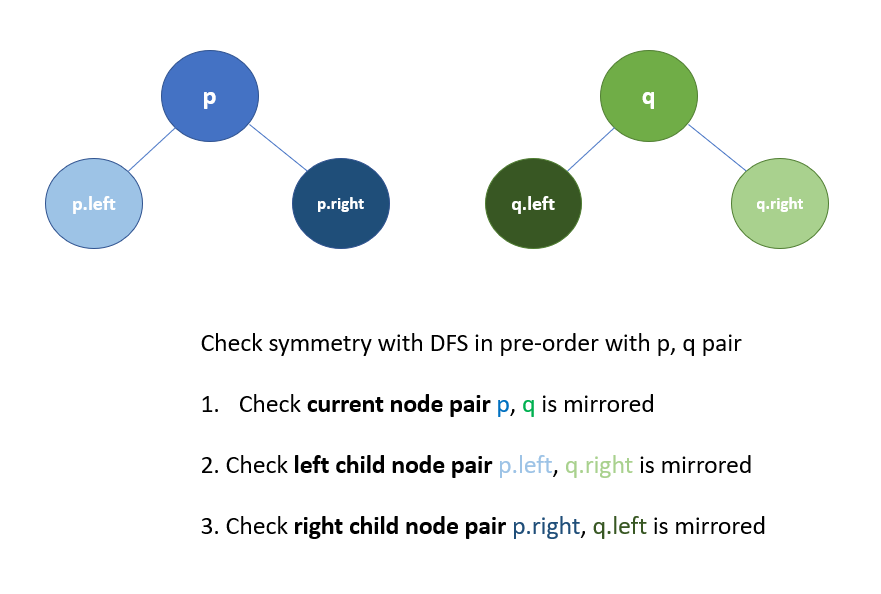 p
q
p.left
p.right
q.left
q.right
Check symmetry with DFS in pre-order with p, q pair
1. Check current node pair p, q is mirrored
2. Check left child node pair p.left, q.right is mirrored
3. Check right child node pair p.right, q.left is mirrored